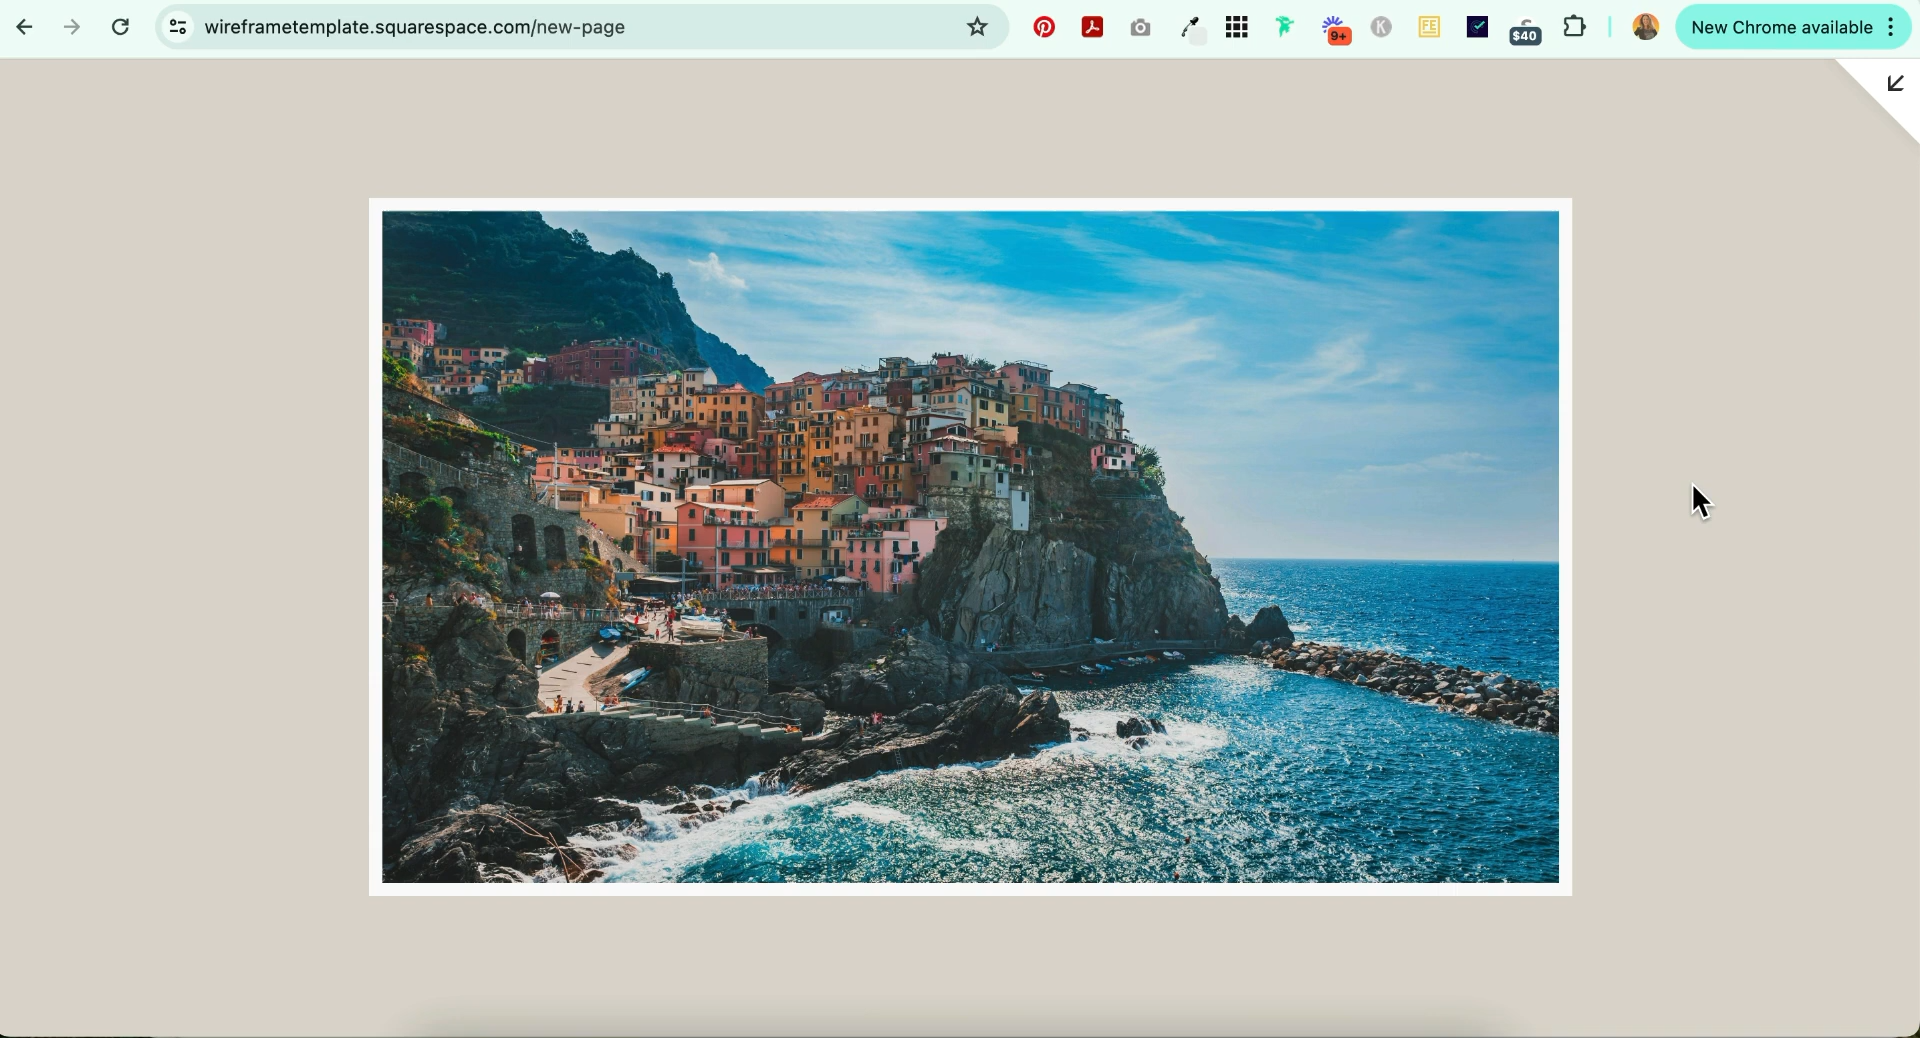 wireframetemplate.squarespace.com/new-page
9+
K
FE
$40
New Chrome available